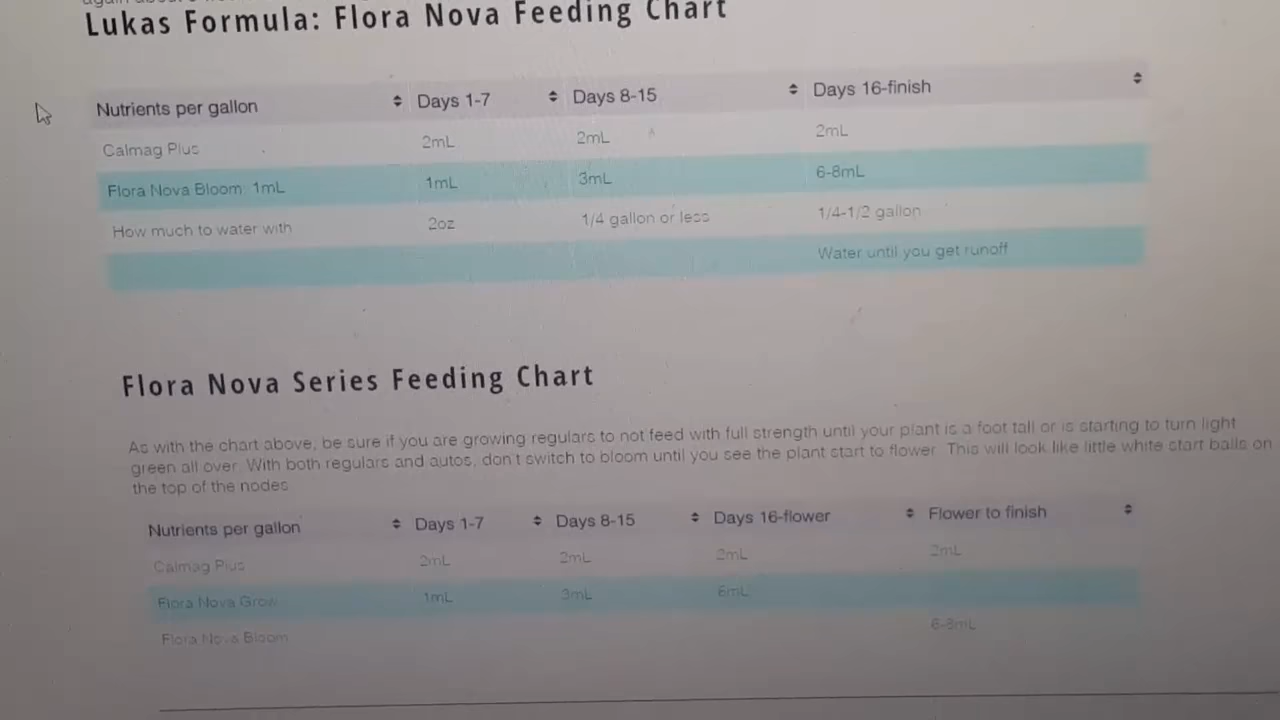 Lukas Formula: Flora Nova Feeding Chart
Nutrients per gallon Days 1-7 Days 8-15 Days 16-finish
Calmag Plus 2mL 2mL 2mL
Flora Nova Bloom 1mL 1mL 3mL 6-8mL
How much to water with 2oz 1/4 gallon or less 1/4-1/2 gallon
Water until you get runoff
Flora Nova Series Feeding Chart
As with the chart above, be sure if you are growing regulars to not feed with full strength until your plant is a foot tall or is starting to turn light
green all over. With both regulars and autos, don't switch to bloom until you see the plant start to flower. This will look like little white start balls on
the top of the nodes
Nutrients per gallon Days 1-7 Days 8-15 Days 16-flower Flower to finish
Calmag Plus 2mL 2mL 2mL 2mL
Flora Nova Grow 1mL 3mL 6mL
Flora Nova Bloom 6-8mL